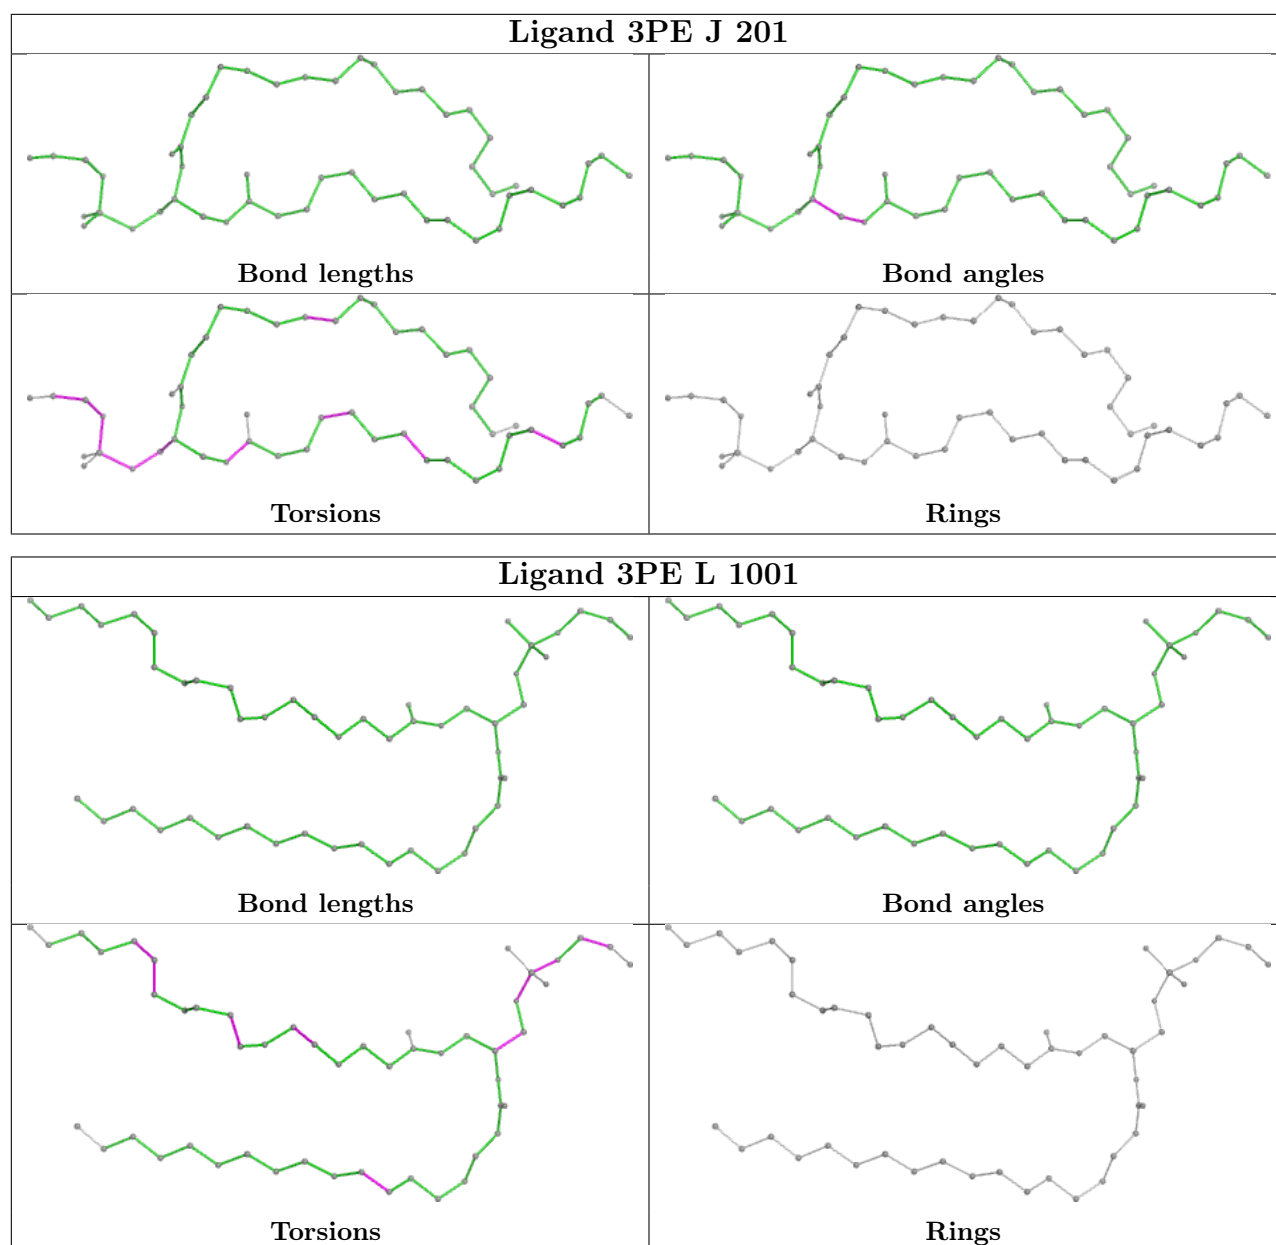 Ligand 3PE J 201
Bond lengths
Bond angles
Torsions
Rings
Ligand 3PE L 1001
Bond lengths
Bond angles
Torsions
Rings